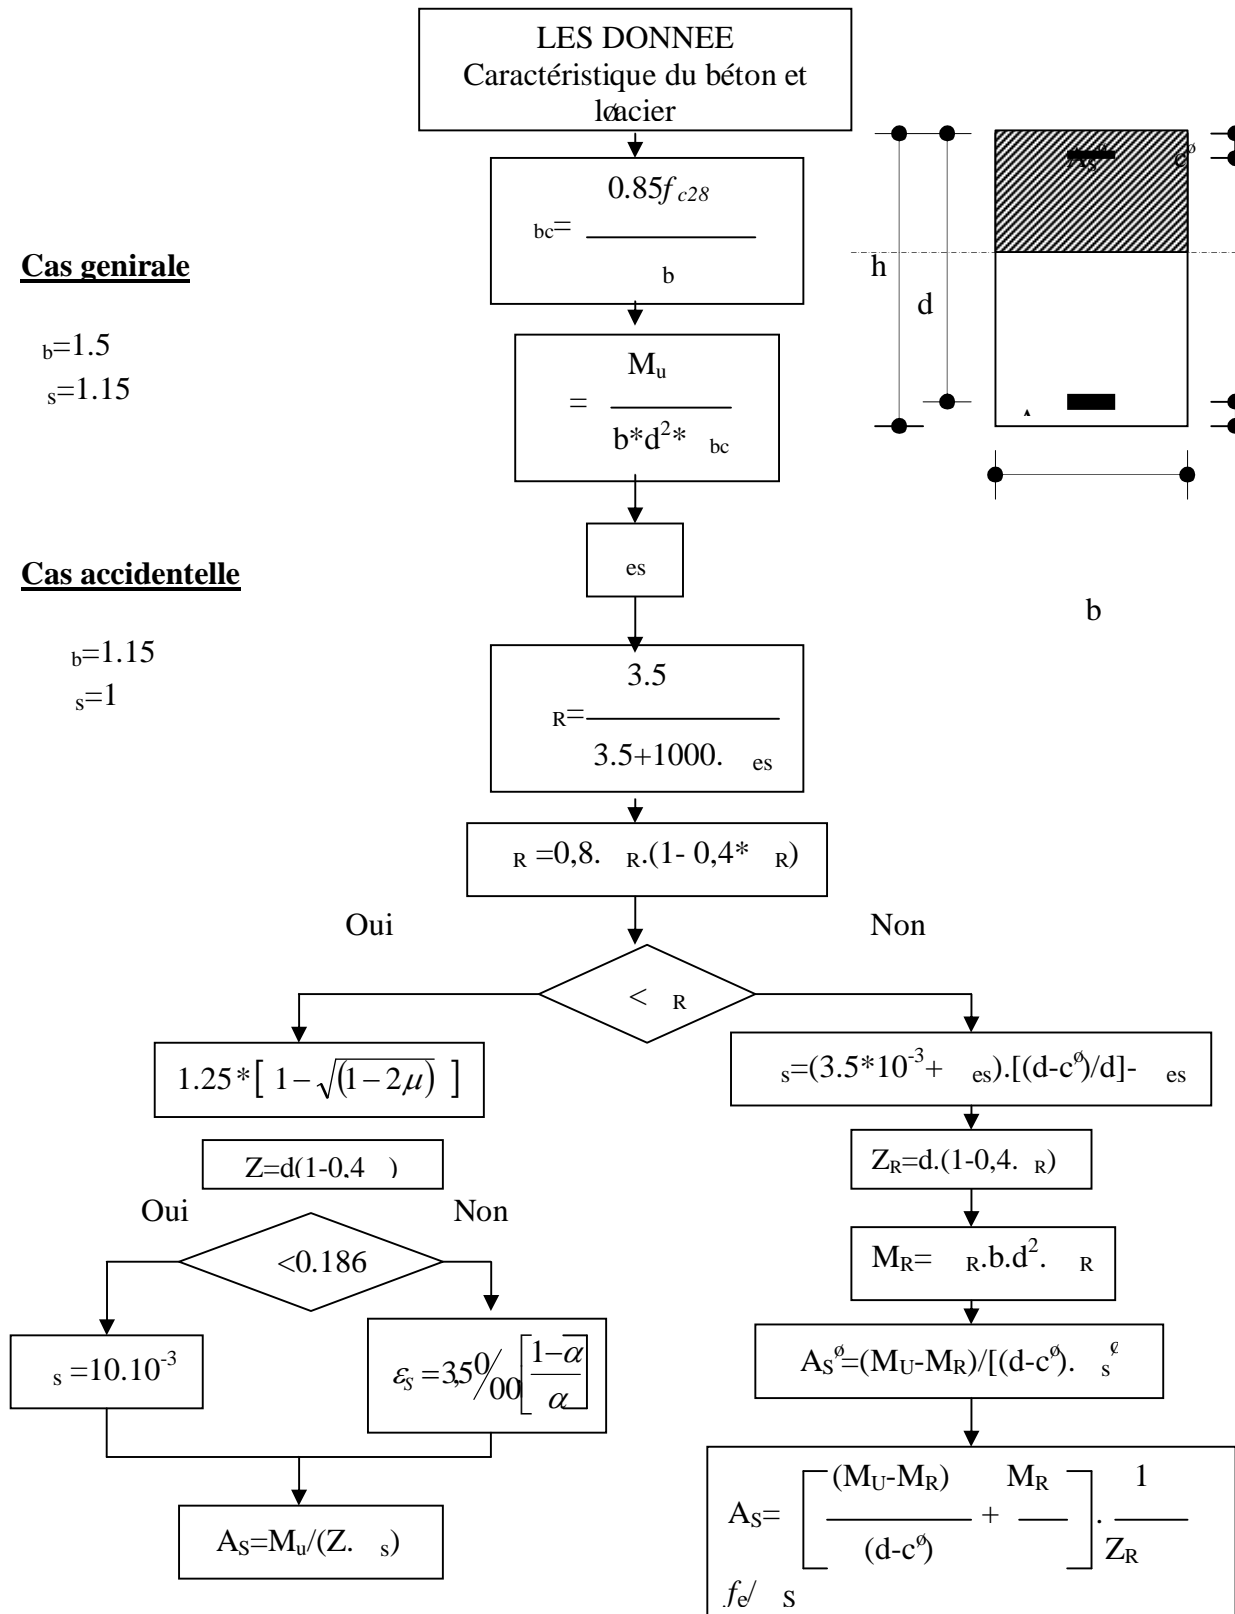 LES DONNEE
Caractéristique du béton et
løacier
0.85f c28
bc=
b
Cas genirale
b=1.5
s=1.15
Mu
=
b*d2* bc
es
Cas accidentelle
b=1.15
s=1
3.5
R=
3.5+1000. es
R =0,8. R.(1- 0,4* R)
Oui
Non
< R
1.25*[ 1-√(1-2μ) ]
Z=d(1-0,4 )
Oui
Non
<0.186
s =10.10-3
εS =3,50/00[1-α/α]
AS=Mu/(Z. s)
s=(3.5*10-3+ es).[(d-cø)/d]- es
ZR=d.(1-0,4. R)
MR= R.b.d2. R
ASø=(MU-MR)/[(d-cø). sø]
(MU-MR) MR 1
AS= [ + ].
(d-cø) ZR
fe/ S
Asø
cø
h
d
b